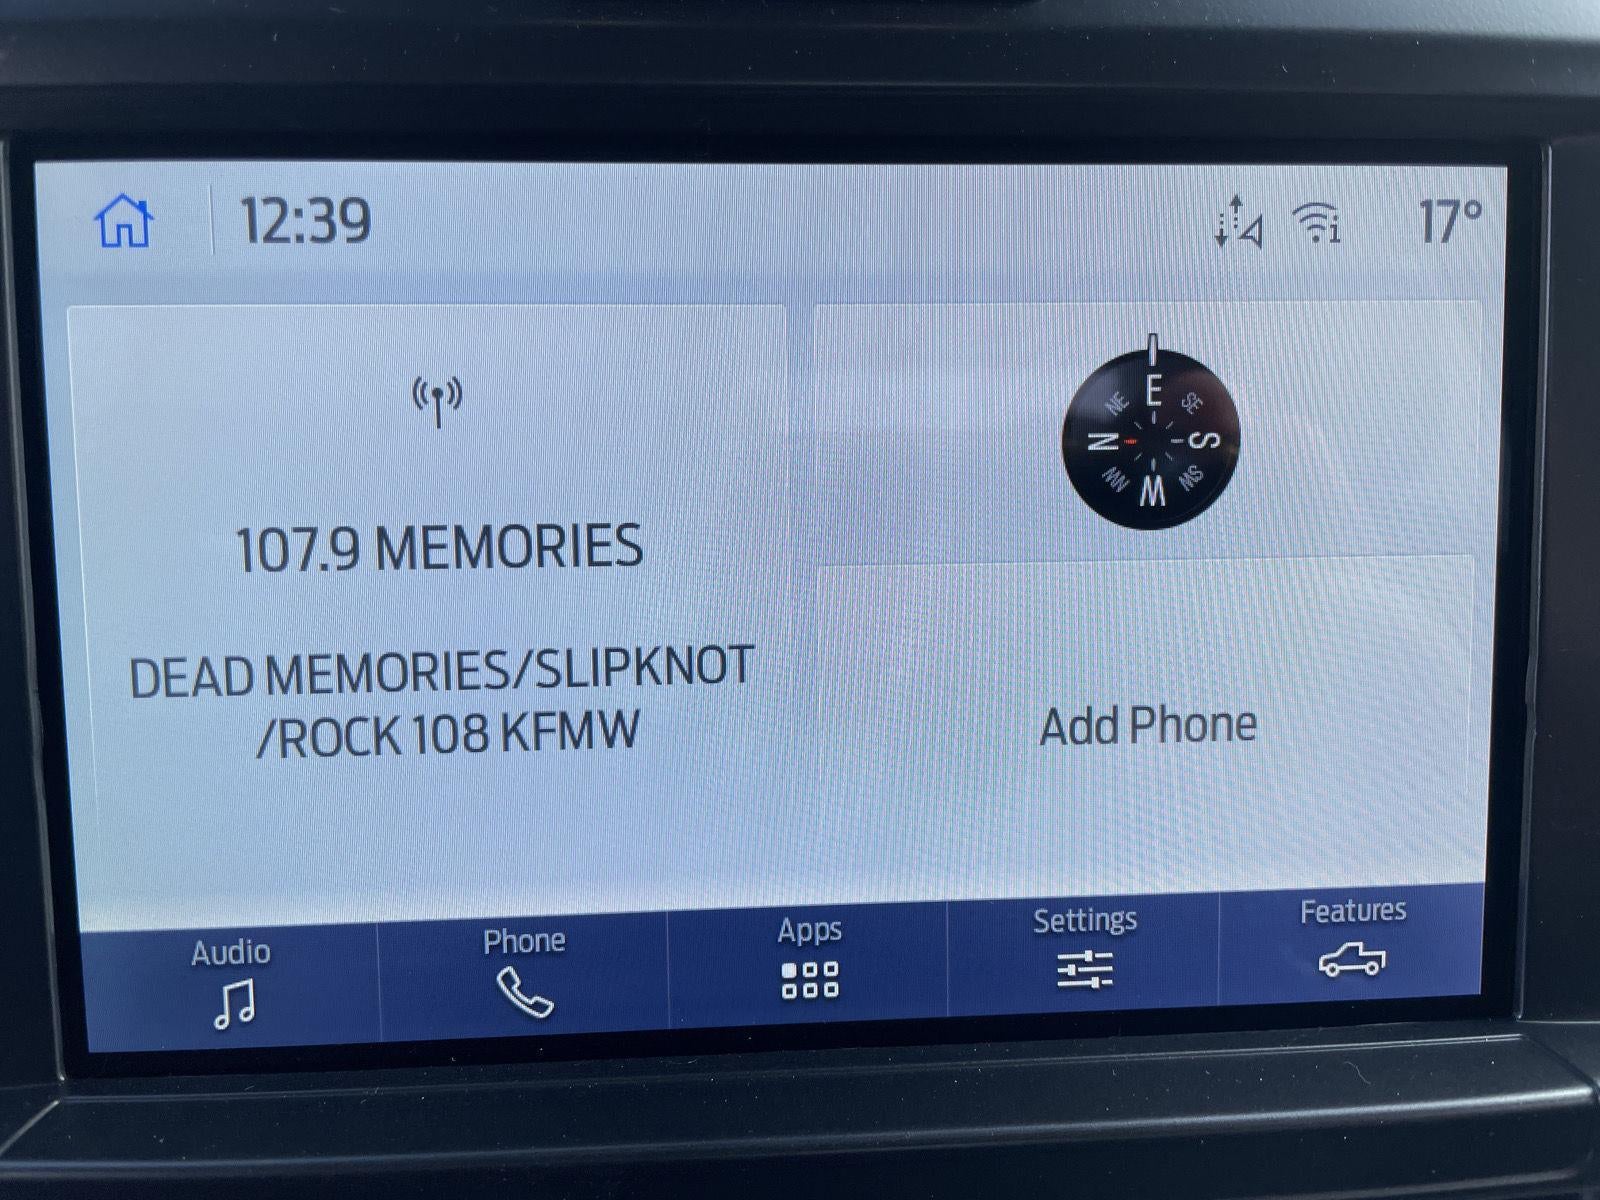 12:39
17°
107.9 MEMORIES
DEAD MEMORIES/SLIPKNOT
/ROCK 108 KFMW
E
NE
SE
N
S
NW
SW
W
Add Phone
Audio
Phone
Apps
Settings
Features